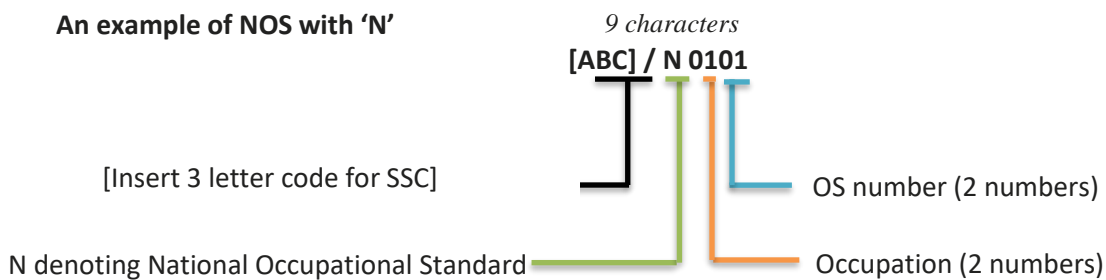 An example of NOS with ‘N’
9 characters
[ABC] / N 0101
[Insert 3 letter code for SSC]
OS number (2 numbers)
N denoting National Occupational Standard
Occupation (2 numbers)